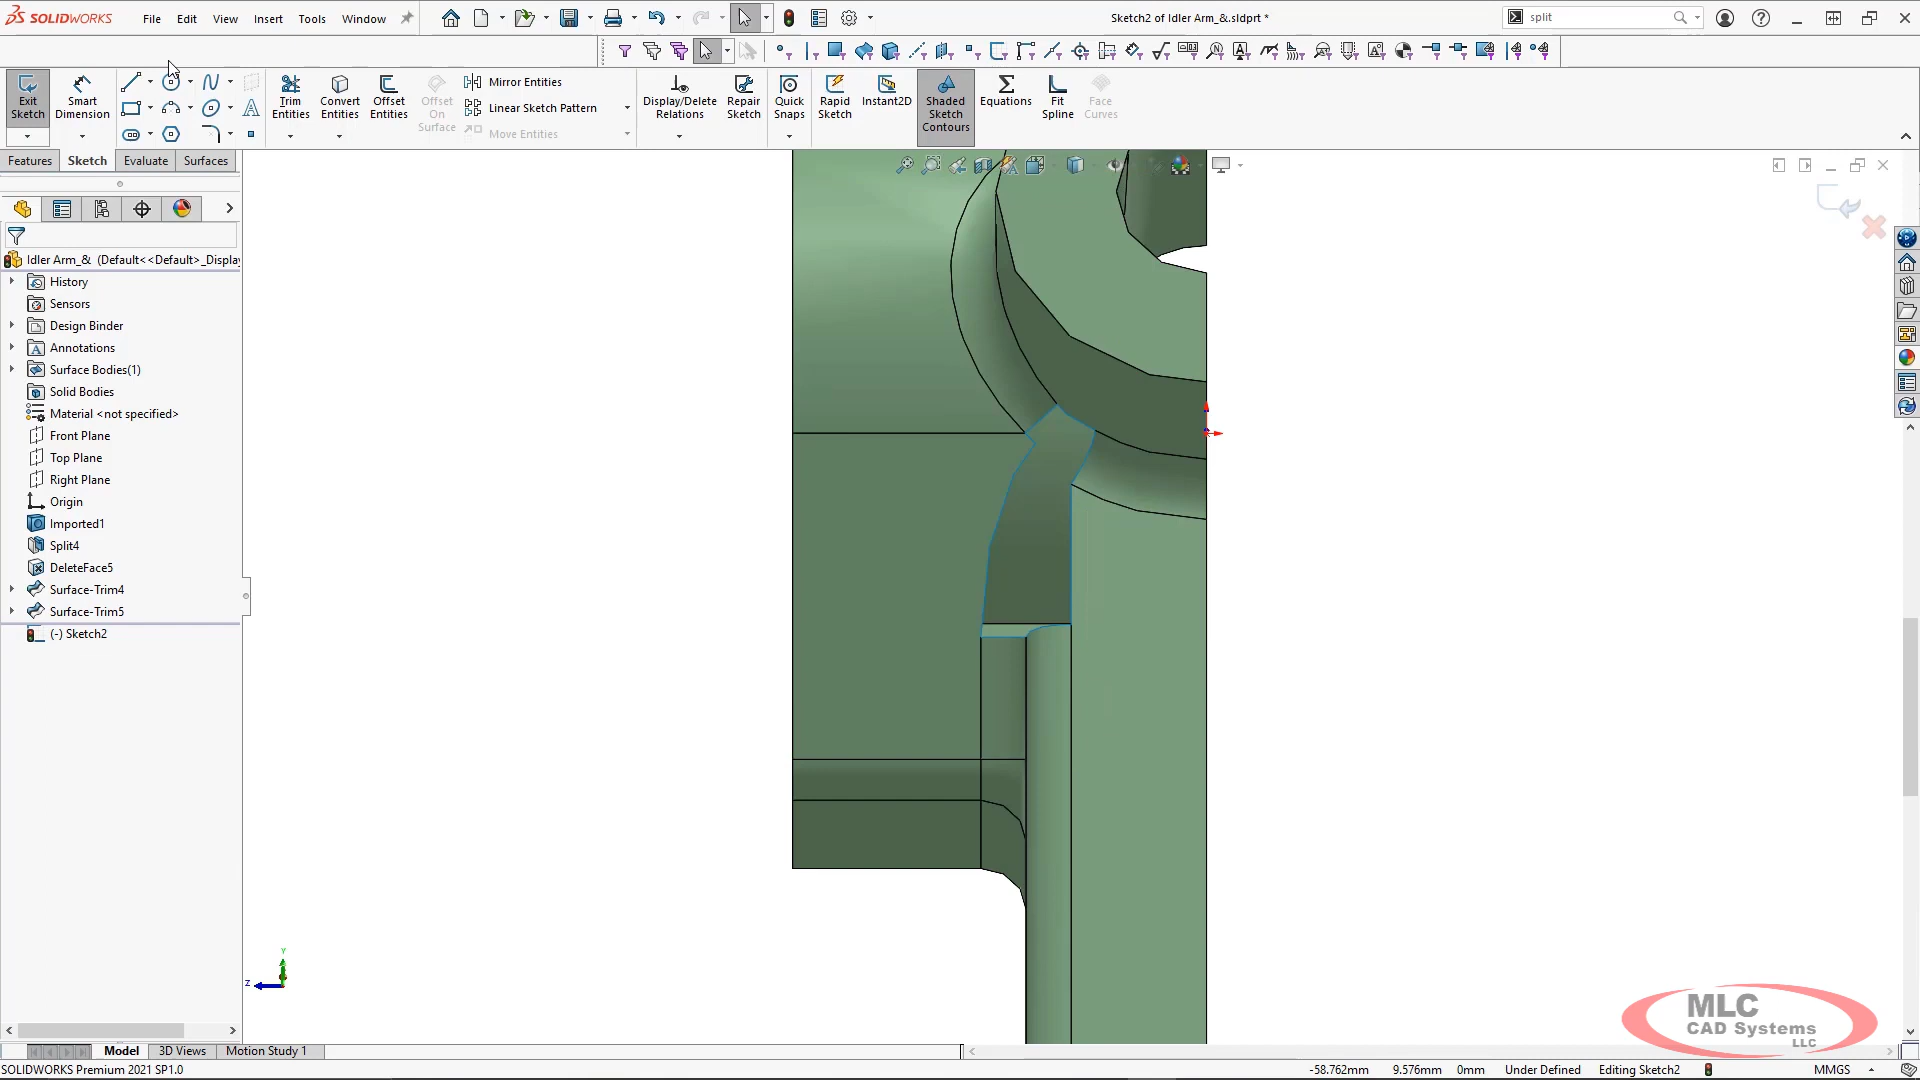 SOLIDWORKS
File Edit View Insert Tools Window
Sketch2 of Idler Arm_&.sldprt *
split
Exit Sketch
Smart Dimension
Trim Entities
Convert Entities
Offset Entities
Offset On Surface
Mirror Entities
Linear Sketch Pattern
Move Entities
Display/Delete Relations
Repair Sketch
Quick Snaps
Rapid Sketch
Instant2D
Shaded Sketch Contours
Equations
Fit Spline
Face Curves
Features Sketch Evaluate Surfaces
Idler Arm_& (Default<<Default>_Display
History
Sensors
Design Binder
Annotations
Surface Bodies(1)
Solid Bodies
Material <not specified>
Front Plane
Top Plane
Right Plane
Origin
Imported1
Split4
DeleteFace5
Surface-Trim4
Surface-Trim5
(-) Sketch2
Y
Z
MLC
CAD Systems
LLC
Model 3D Views Motion Study 1
SOLIDWORKS Premium 2021 SP1.0
-58.762mm 9.576mm 0mm Under Defined Editing Sketch2 MMGS